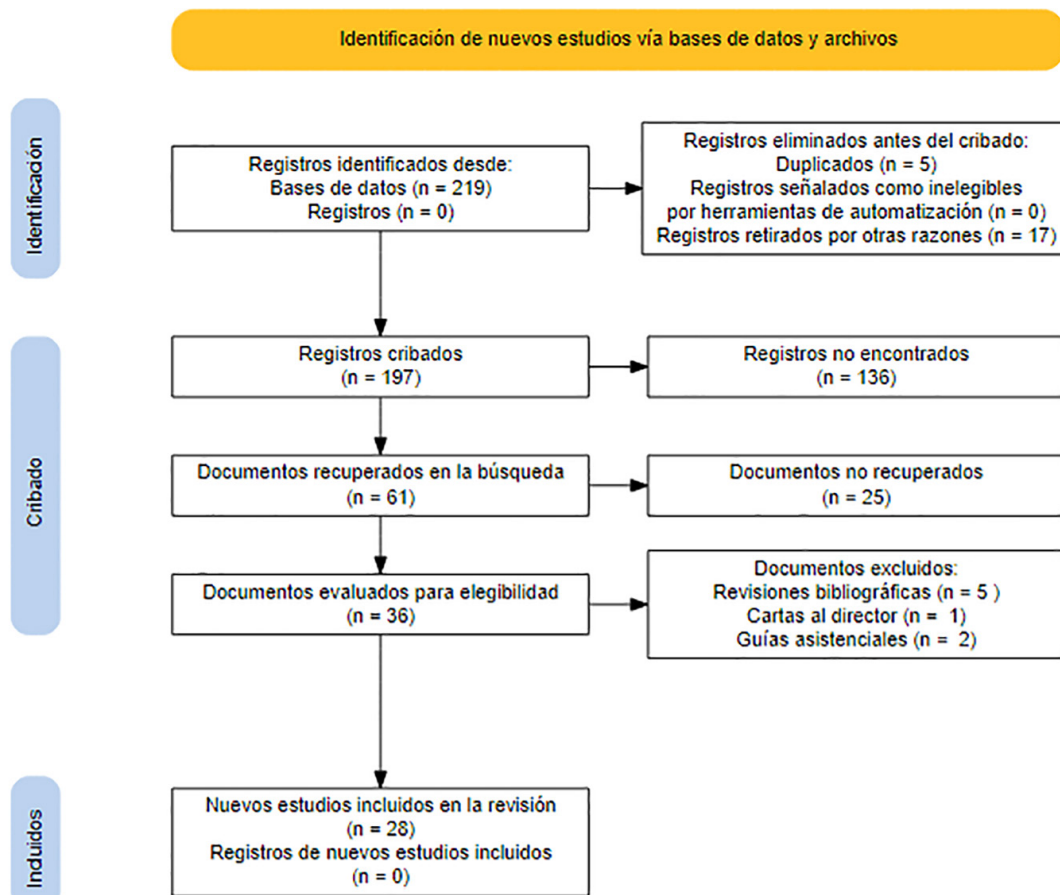 Identificación de nuevos estudios vía bases de datos y archivos
Identificación
Registros identificados desde:
Bases de datos (n = 219)
Registros (n = 0)
Registros eliminados antes del cribado:
Duplicados (n = 5)
Registros señalados como inelegibles
por herramientas de automatización (n = 0)
Registros retirados por otras razones (n = 17)
Cribado
Registros cribados
(n = 197)
Registros no encontrados
(n = 136)
Documentos recuperados en la búsqueda
(n = 61)
Documentos no recuperados
(n = 25)
Documentos evaluados para elegibilidad
(n = 36)
Documentos excluidos:
Revisiones bibliográficas (n = 5 )
Cartas al director (n = 1)
Guías asistenciales (n = 2)
Induidos
Nuevos estudios incluidos en la revisión
(n = 28)
Registros de nuevos estudios incluidos
(n = 0)